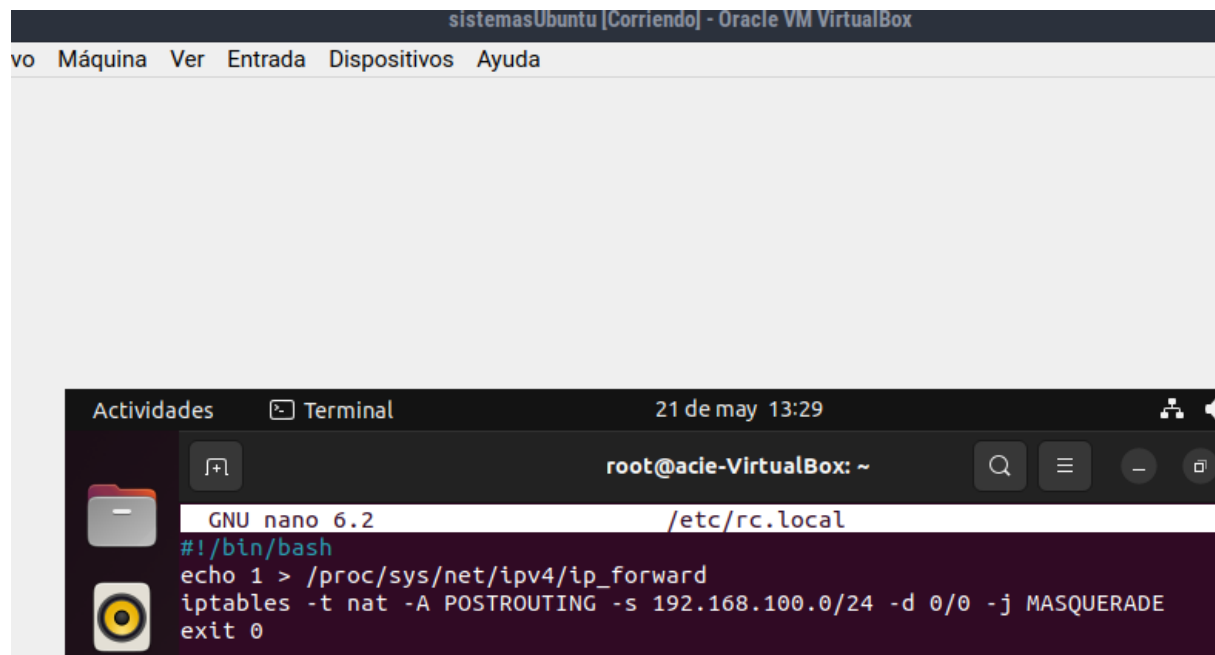 sistemasUbuntu [Corriendo] - Oracle VM VirtualBox
vo Máquina Ver Entrada Dispositivos Ayuda
Actividades Terminal 21 de may 13:29
root@acie-VirtualBox: ~
GNU nano 6.2 /etc/rc.local
#!/bin/bash
echo 1 > /proc/sys/net/ipv4/ip_forward
iptables -t nat -A POSTROUTING -s 192.168.100.0/24 -d 0/0 -j MASQUERADE
exit 0